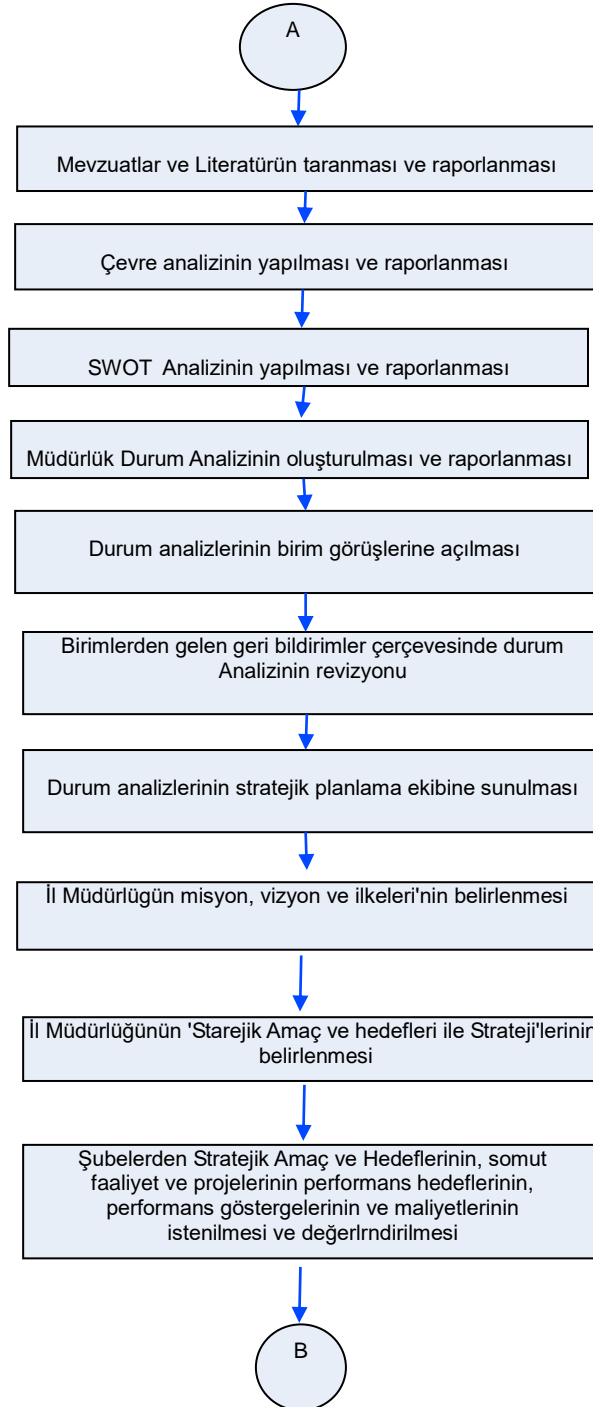 A
Mevzuatlar ve Literatürün taranması ve raporlanması
Çevre analizinin yapılması ve raporlanması
SWOT  Analizinin yapılması ve raporlanması
Müdürlük Durum Analizinin oluşturulması ve raporlanması
Durum analizlerinin birim görüşlerine açılması
Birimlerden gelen geri bildirimler çerçevesinde durum
Analizinin revizyonu
Durum analizlerinin stratejik planlama ekibine sunulması
İl Müdürlügün misyon, vizyon ve ilkeleri'nin belirlenmesi
İl Müdürlüğünün 'Starejik Amaç ve hedefleri ile Strateji'lerinin
belirlenmesi
Şubelerden Stratejik Amaç ve Hedeflerinin, somut
faaliyet ve projelerinin performans hedeflerinin,
performans göstergelerinin ve maliyetlerinin
istenilmesi ve değerlrndirilmesi
B